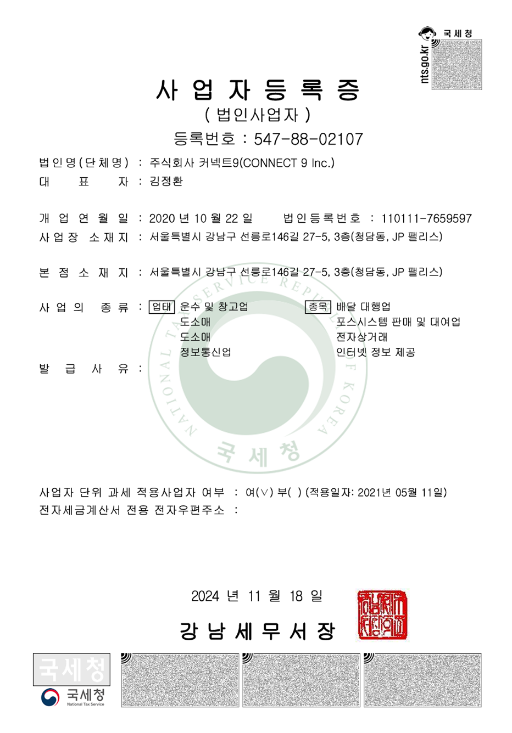 국세청
nts.go.kr
사업자등록증
( 법인사업자 )
등록번호 : 547-88-02107
법인명(단체명) : 주식회사 커넥트9(CONNECT 9 Inc.)
대 표 자 : 김정환
개 업 연 월 일 : 2020 년 10 월 22 일 법인등록번호 : 110111-7659597
사업장 소재지 : 서울특별시 강남구 선릉로146길 27-5, 3층(청담동, JP 팰리스)
본 점 소 재 지 : 서울특별시 강남구 선릉로146길 27-5, 3층(청담동, JP 팰리스)
사 업 의 종 류 : 업태 운수 및 창고업 종목 배달 대행업
도소매 포스시스템 판매 및 대여업
도소매 전자상거래
정보통신업 인터넷 정보 제공
발 급 사 유 :
NATIONAL TAX SERVICE REPUBLIC OF KOREA
국세청
사업자 단위 과세 적용사업자 여부 : 여(∨) 부( ) (적용일자: 2021년 05월 11일)
전자세금계산서 전용 전자우편주소 :
2024 년 11 월 18 일
강남세무서장
국세청
국세청
National Tax Service